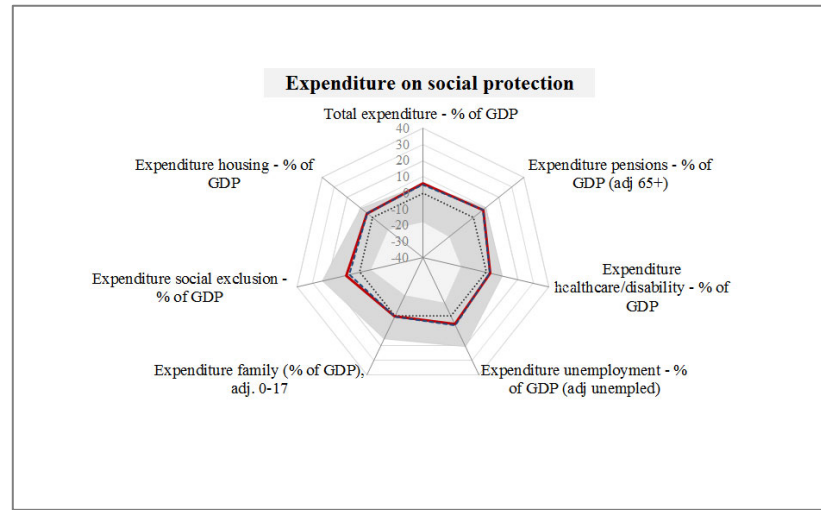 Expenditure on social protection
Total expenditure - % of GDP
40
30
20
10
0
-10
-20
-30
-40
Expenditure pensions - % of
GDP (adj 65+)
Expenditure
healthcare/disability - % of
GDP
Expenditure unemployment - %
of GDP (adj unempled)
Expenditure family (% of GDP),
adj. 0-17
Expenditure social exclusion -
% of GDP
Expenditure housing - % of
GDP